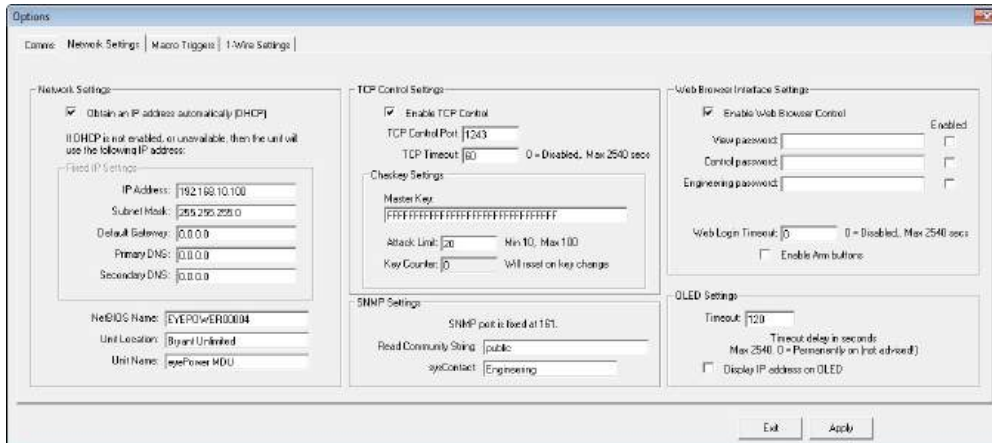 Options
Comms Network Settings Macro Triggers 1-Wire Settings
Network Settings
Obtain an IP address automatically (DHCP)
If DHCP is not enabled, or unavailable, then the unit will
use the following IP address:
Fixed IP Settings
IP Address: 192.168.10.100
Subnet Mask: 255.255.255.0
Default Gateway: 0.0.0.0
Primary DNS: 0.0.0.0
Secondary DNS: 0.0.0.0
NetBIOS Name: EYEPOWER00004
Unit Location: Bryant Unlimited
Unit Name: eyePower MDU
TCP Control Settings
Enable TCP Control
TCP Control Port: 1243
TCP Timeout: 60 0 = Disabled, Max 2540 secs
Checkey Settings
Master Key:
FFFFFFFFFFFFFFFFFFFFFFFFFFFFFFFF
Attack Limit: 20 Min 10, Max 100
Key Counter: 0 Will reset on key change
SNMP Settings
SNMP port is fixed at 161.
Read Community String: public
sysContact: Engineering
Web Browser Interface Settings
Enable Web Browser Control
Enabled
View password:
Control password:
Engineering password:
Web Login Timeout: 0 0 = Disabled, Max 2540 secs
Enable Arm buttons
OLED Settings
Timeout: 120
Timeout delay in seconds
Max 2540, 0 = Permanently on (not advised!)
Display IP address on OLED
Exit Apply